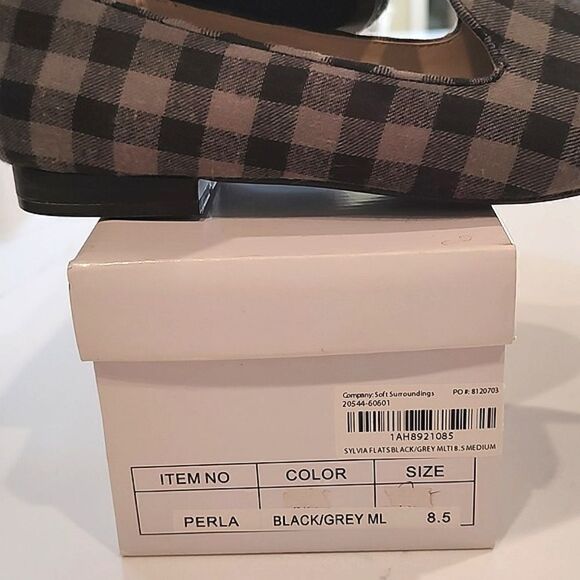 Company: Soft Surroundings PO #: 8120703
20544-60601
1AH8921085
SYLVIA FLATS BLACK/GREY MLTI 8.5 MEDIUM
ITEM NO COLOR SIZE
PERLA BLACK/GREY ML 8.5